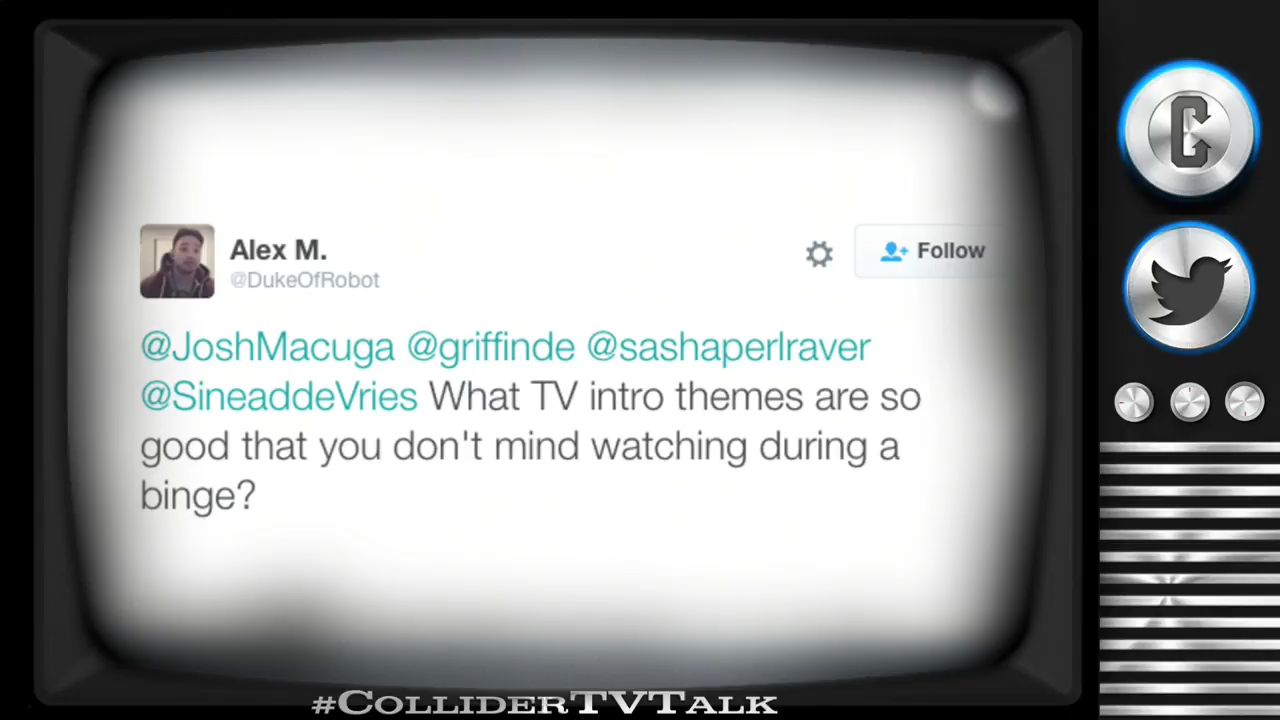 Alex M.
@DukeOfRobot
Follow
@JoshMacuga @griffinde @sashaperlraver
@SineaddeVries What TV intro themes are so
good that you don't mind watching during a
binge?
#ColliderTVTalk